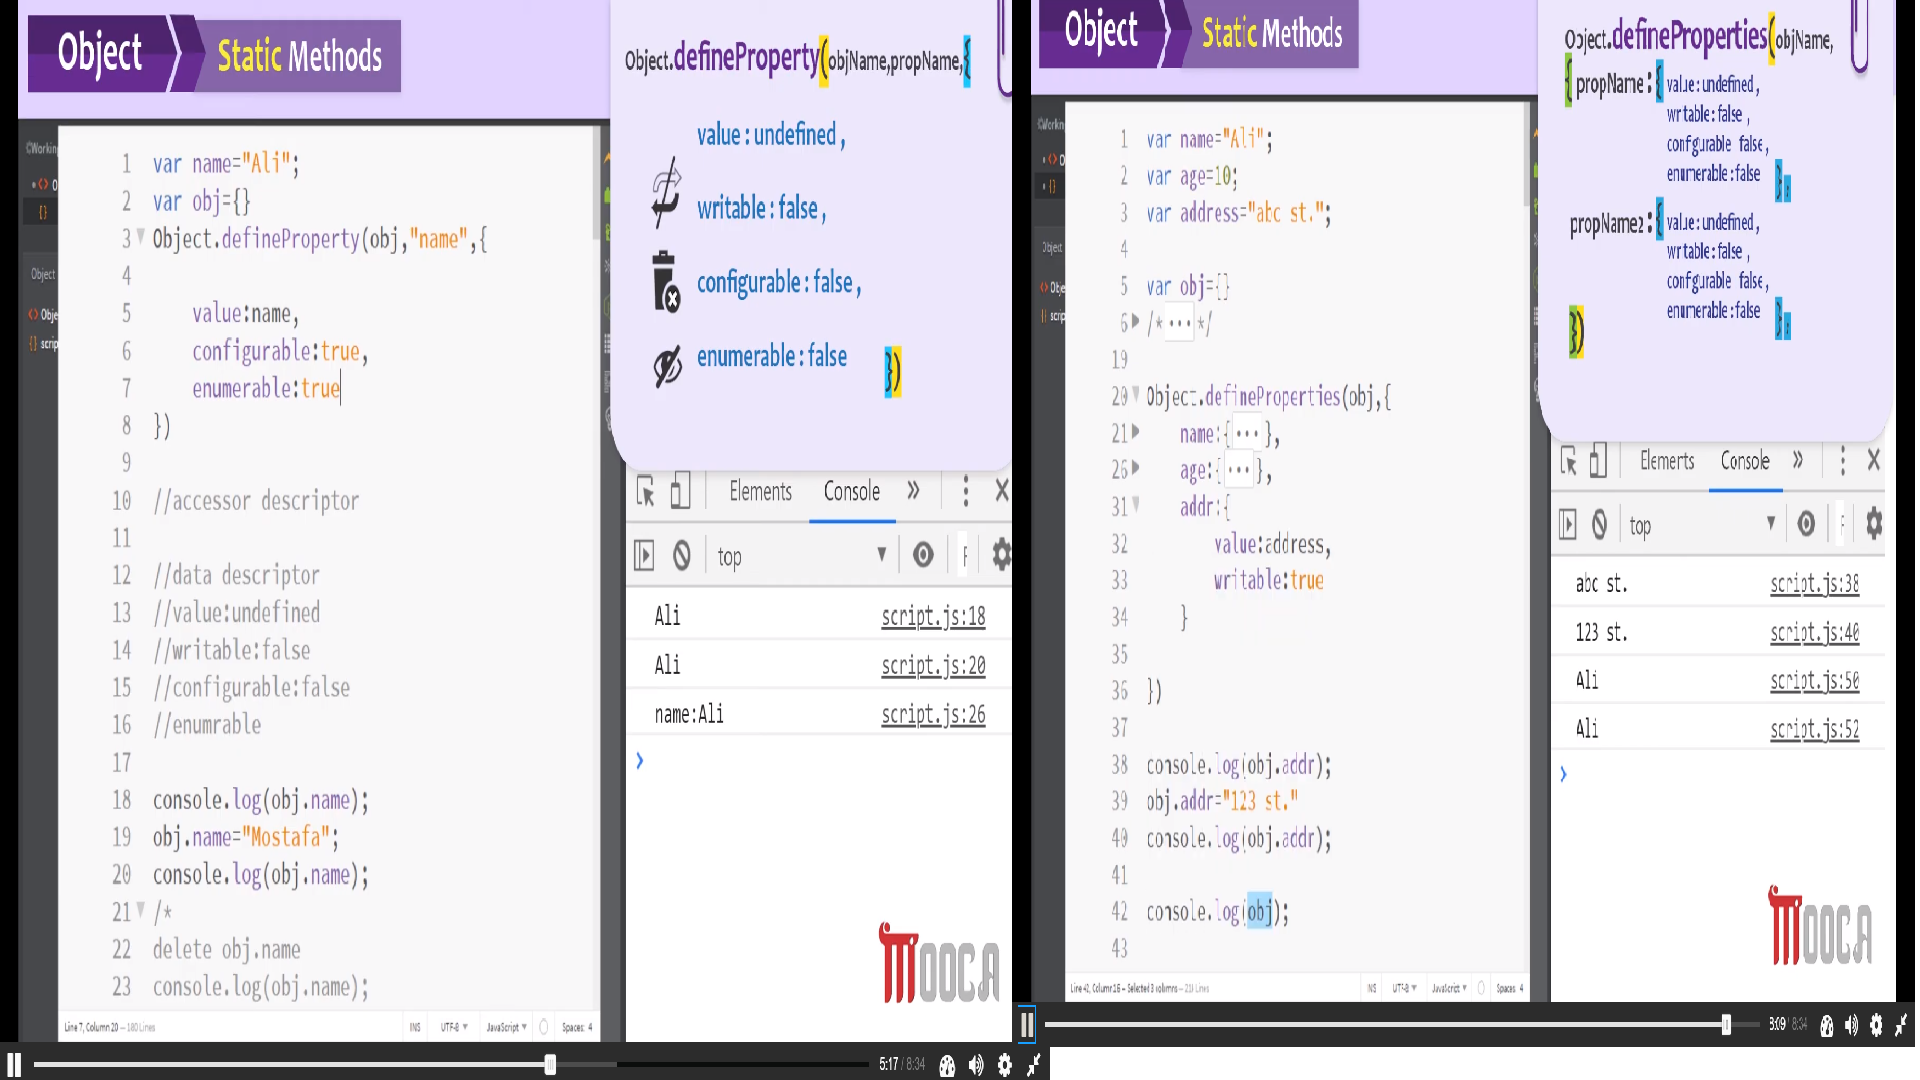 Object
Static Methods
Object.defineProperty(objName,propName,{
value : undefined ,
writable : false ,
configurable : false ,
enumerable : false })
©Working
Object
1 var name="Ali";
2 var obj={}
3 Object.defineProperty(obj,"name",{
4
5 value:name,
6 configurable:true,
7 enumerable:true
8 })
9
10 //accessor descriptor
11
12 //data descriptor
13 //value:undefined
14 //writable:false
15 //configurable:false
16 //enumrable
17
18 console.log(obj.name);
19 obj.name="Mostafa";
20 console.log(obj.name);
21 /*
22 delete obj.name
23 console.log(obj.name);
Line 7, Column 20 — 180 Lines
INS UTF-8 JavaScript Spaces: 4
Elements Console
top
Ali script.js:18
Ali script.js:20
name:Ali script.js:26
MOOCA
5:17 / 8:34
Object
Static Methods
Object.defineProperties(objName,
{ propName : { value : undefined ,
writable : false ,
configurable false ,
enumerable : false } ,
propName2 : { value : undefined ,
writable : false ,
configurable false ,
enumerable : false } ,
})
Object
1 var name="Ali";
2 var age=10;
3 var address="abc st.";
4
5 var obj={}
6 /* ••• */
19
20 Object.defineProperties(obj,{
21 name:{ ••• },
26 age:{ ••• },
31 addr:{
32 value:address,
33 writable:true
34 }
35
36 })
37
38 console.log(obj.addr);
39 obj.addr="123 st."
40 console.log(obj.addr);
41
42 console.log(obj);
43
INS UTF-8 JavaScript Spaces: 4
Elements Console
top
abc st. script.js:38
123 st. script.js:40
Ali script.js:50
Ali script.js:52
MOOCA
8:34